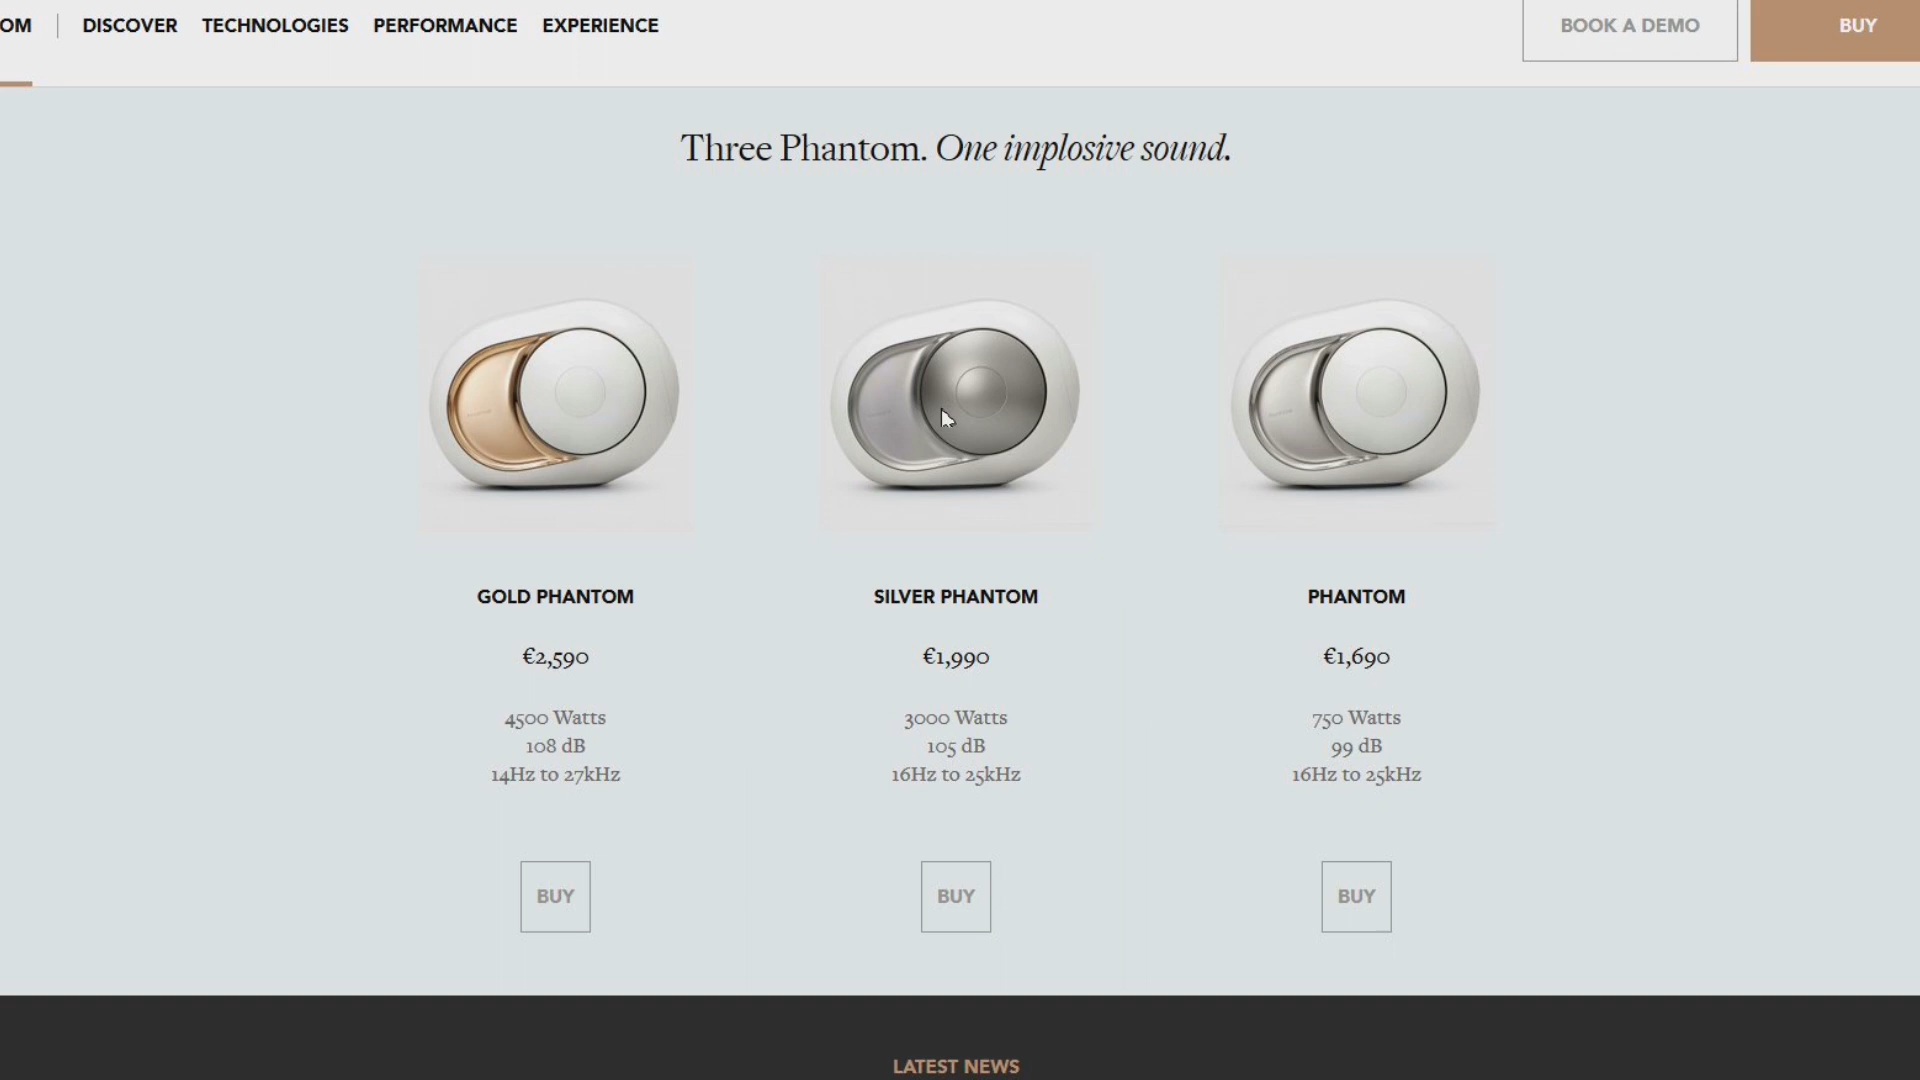 OM | DISCOVER TECHNOLOGIES PERFORMANCE EXPERIENCE BOOK A DEMO BUY
Three Phantom. One implosive sound.
GOLD PHANTOM SILVER PHANTOM PHANTOM
€2,590 €1,990 €1,690
4500 Watts 3000 Watts 750 Watts
108 dB 105 dB 99 dB
14Hz to 27kHz 16Hz to 25kHz 16Hz to 25kHz
BUY BUY BUY
LATEST NEWS